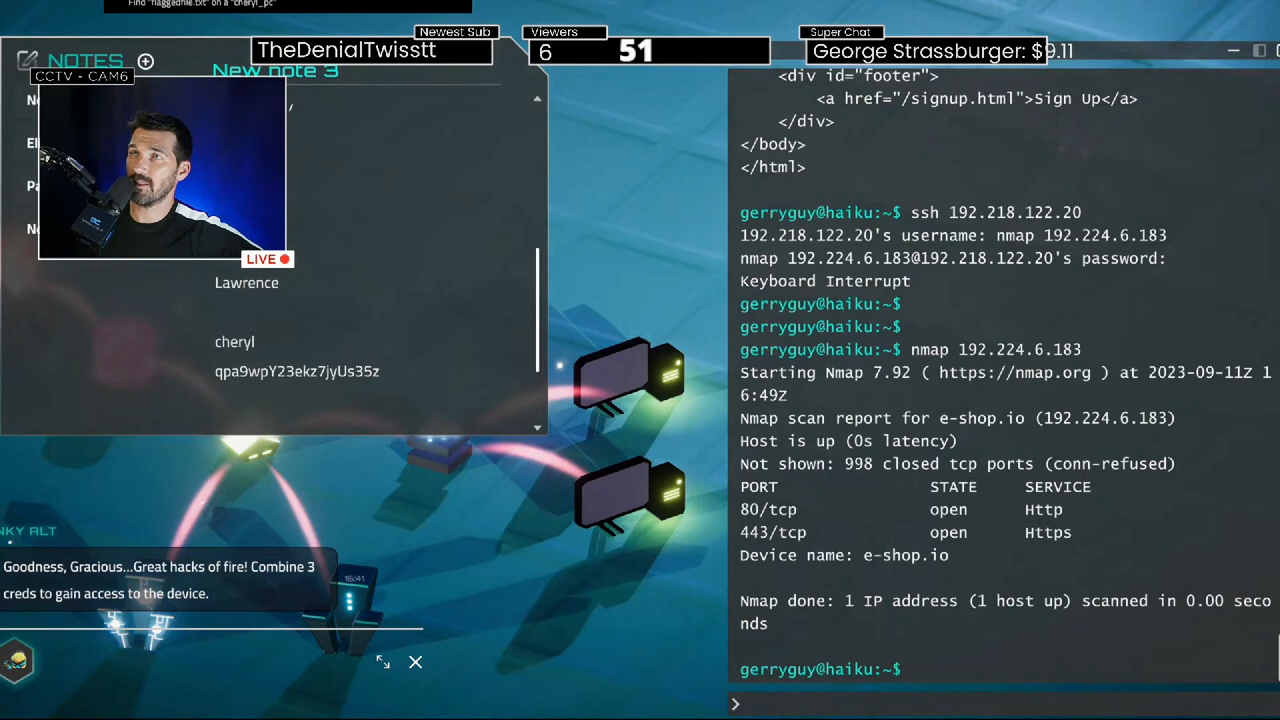 Find "flaggedfile.txt" on a "cheryl_pc"
Newest Sub
TheDenialTwisstt
Viewers
6
51
Super Chat
George Strassburger: $9.11
NOTES
CCTV - CAM6
New note 3
LIVE
Lawrence
cheryl
qpa9wpY23ekz7jyUs35z
NKY ALT
Goodness, Gracious...Great hacks of fire! Combine 3
creds to gain access to the device.
16:41
<div id="footer">
<a href="/signup.html">Sign Up</a>
</div>
</body>
</html>
gerryguy@haiku:~$ ssh 192.218.122.20
192.218.122.20's username: nmap 192.224.6.183
nmap 192.224.6.183@192.218.122.20's password:
Keyboard Interrupt
gerryguy@haiku:~$
gerryguy@haiku:~$
gerryguy@haiku:~$ nmap 192.224.6.183
Starting Nmap 7.92 ( https://nmap.org ) at 2023-09-11Z 1
6:49Z
Nmap scan report for e-shop.io (192.224.6.183)
Host is up (0s latency)
Not shown: 998 closed tcp ports (conn-refused)
PORT STATE SERVICE
80/tcp open Http
443/tcp open Https
Device name: e-shop.io
Nmap done: 1 IP address (1 host up) scanned in 0.00 seco
nds
gerryguy@haiku:~$
>